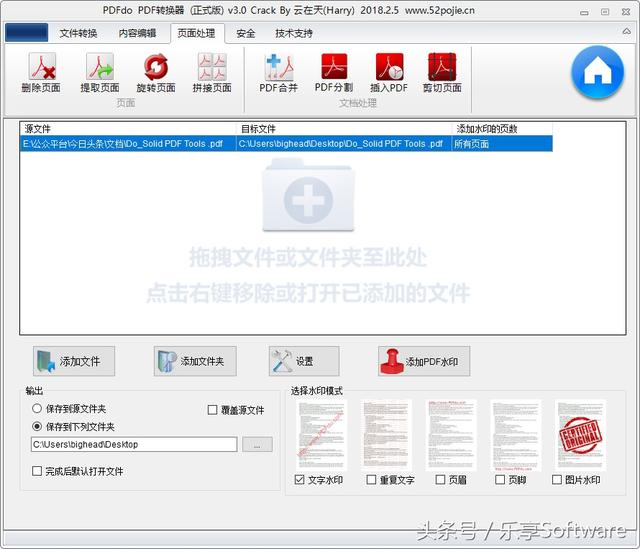 PDFdo PDF转换器 (正式版) v3.0 Crack By 云在天(Harry) 2018.2.5 www.52pojie.cn
文件转换 内容编辑 页面处理 安全 技术支持
删除页面 提取页面 旋转页面 拼接页面 PDF合并 PDF分割 插入PDF 剪切页面
页面 文档处理
源文件 目标文件 添加水印的页数
E:\公众平台\今日头条\文档\Do_Solid PDF Tools .pdf C:\Users\bighead\Desktop\Do_Solid PDF Tools .pdf 所有页面
拖拽文件或文件夹至此处
点击右键移除或打开已添加的文件
添加文件 添加文件夹 设置 添加PDF水印
输出
保存到源文件夹 覆盖源文件
保存到下列文件夹
C:\Users\bighead\Desktop ...
完成后默认打开文件
选择水印模式
CERTIFIED
ORIGINAL
文字水印 重复文字 页眉 页脚 图片水印
头条号 / 乐享Software